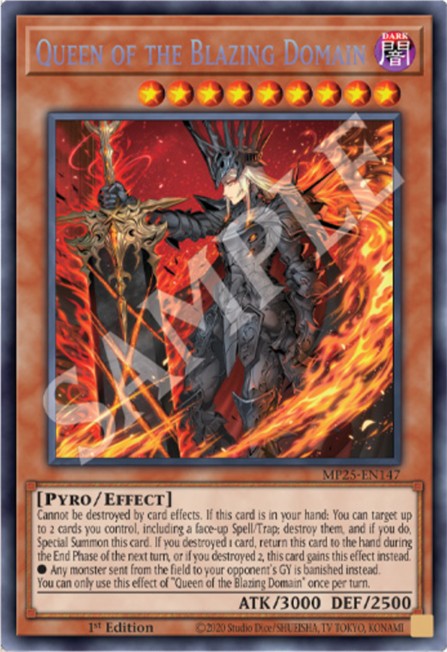 Queen of the Blazing Domain
DARK
闇
SAMPLE
MP25-EN147
[Pyro/Effect]
Cannot be destroyed by card effects. If this card is in your hand: You can target up
to 2 cards you control, including a face-up Spell/Trap; destroy them, and if you do,
Special Summon this card. If you destroyed 1 card, return this card to the hand during
the End Phase of the next turn, or if you destroyed 2, this card gains this effect instead.
● Any monster sent from the field to your opponent's GY is banished instead.
You can only use this effect of "Queen of the Blazing Domain" once per turn.
ATK/3000 DEF/2500
1st Edition
©2020 Studio Dice/SHUEISHA, TV TOKYO, KONAMI